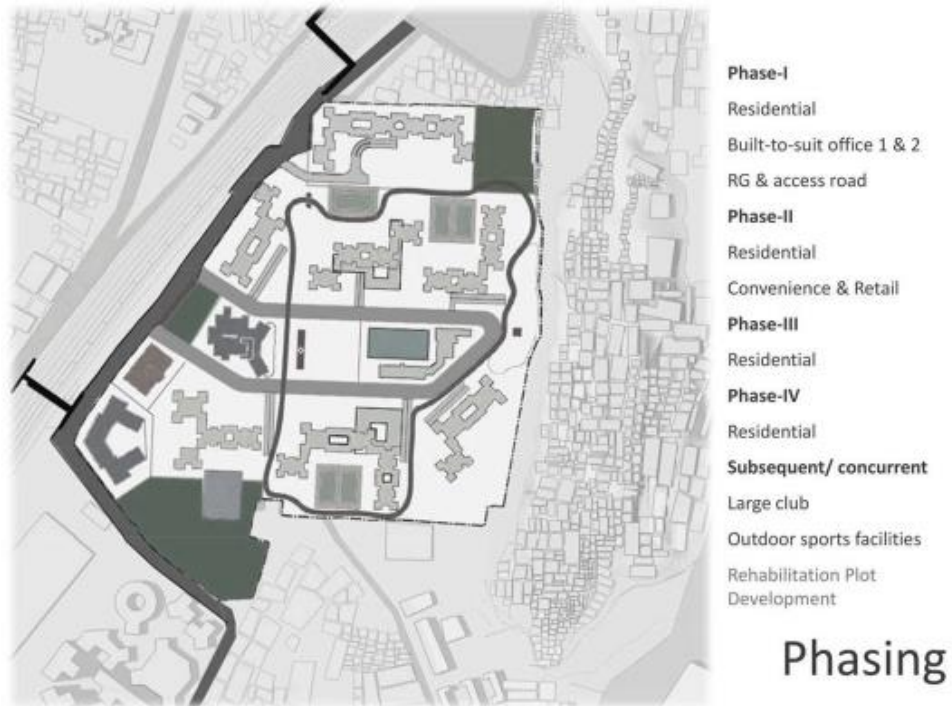 Phase-I
Residential
Built-to-suit office 1 & 2
RG & access road
Phase-II
Residential
Convenience & Retail
Phase-III
Residential
Phase-IV
Residential
Subsequent/ concurrent
Large club
Outdoor sports facilities
Rehabilitation Plot
Development
Phasing